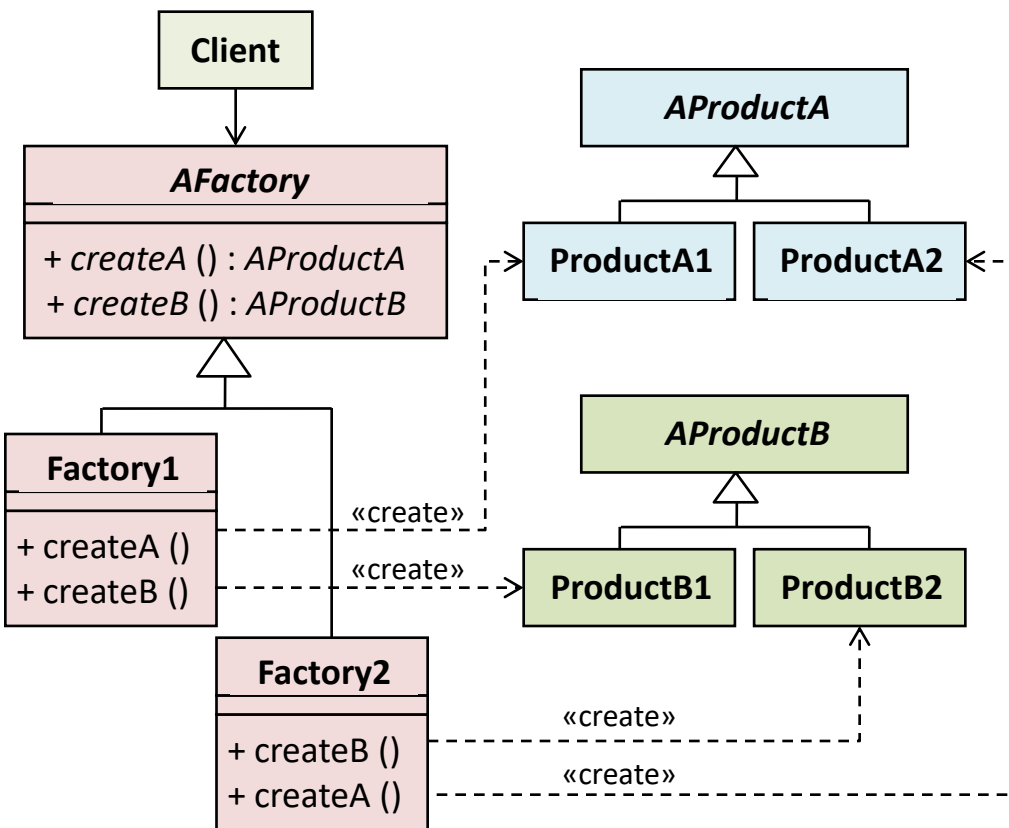 Client
AProductA
AFactory
+ createA () : AProductA
+ createB () : AProductB
ProductA1
ProductA2
AProductB
Factory1
+ createA ()
+ createB ()
«create»
«create»
ProductB1
ProductB2
Factory2
+ createB ()
+ createA ()
«create»
«create»